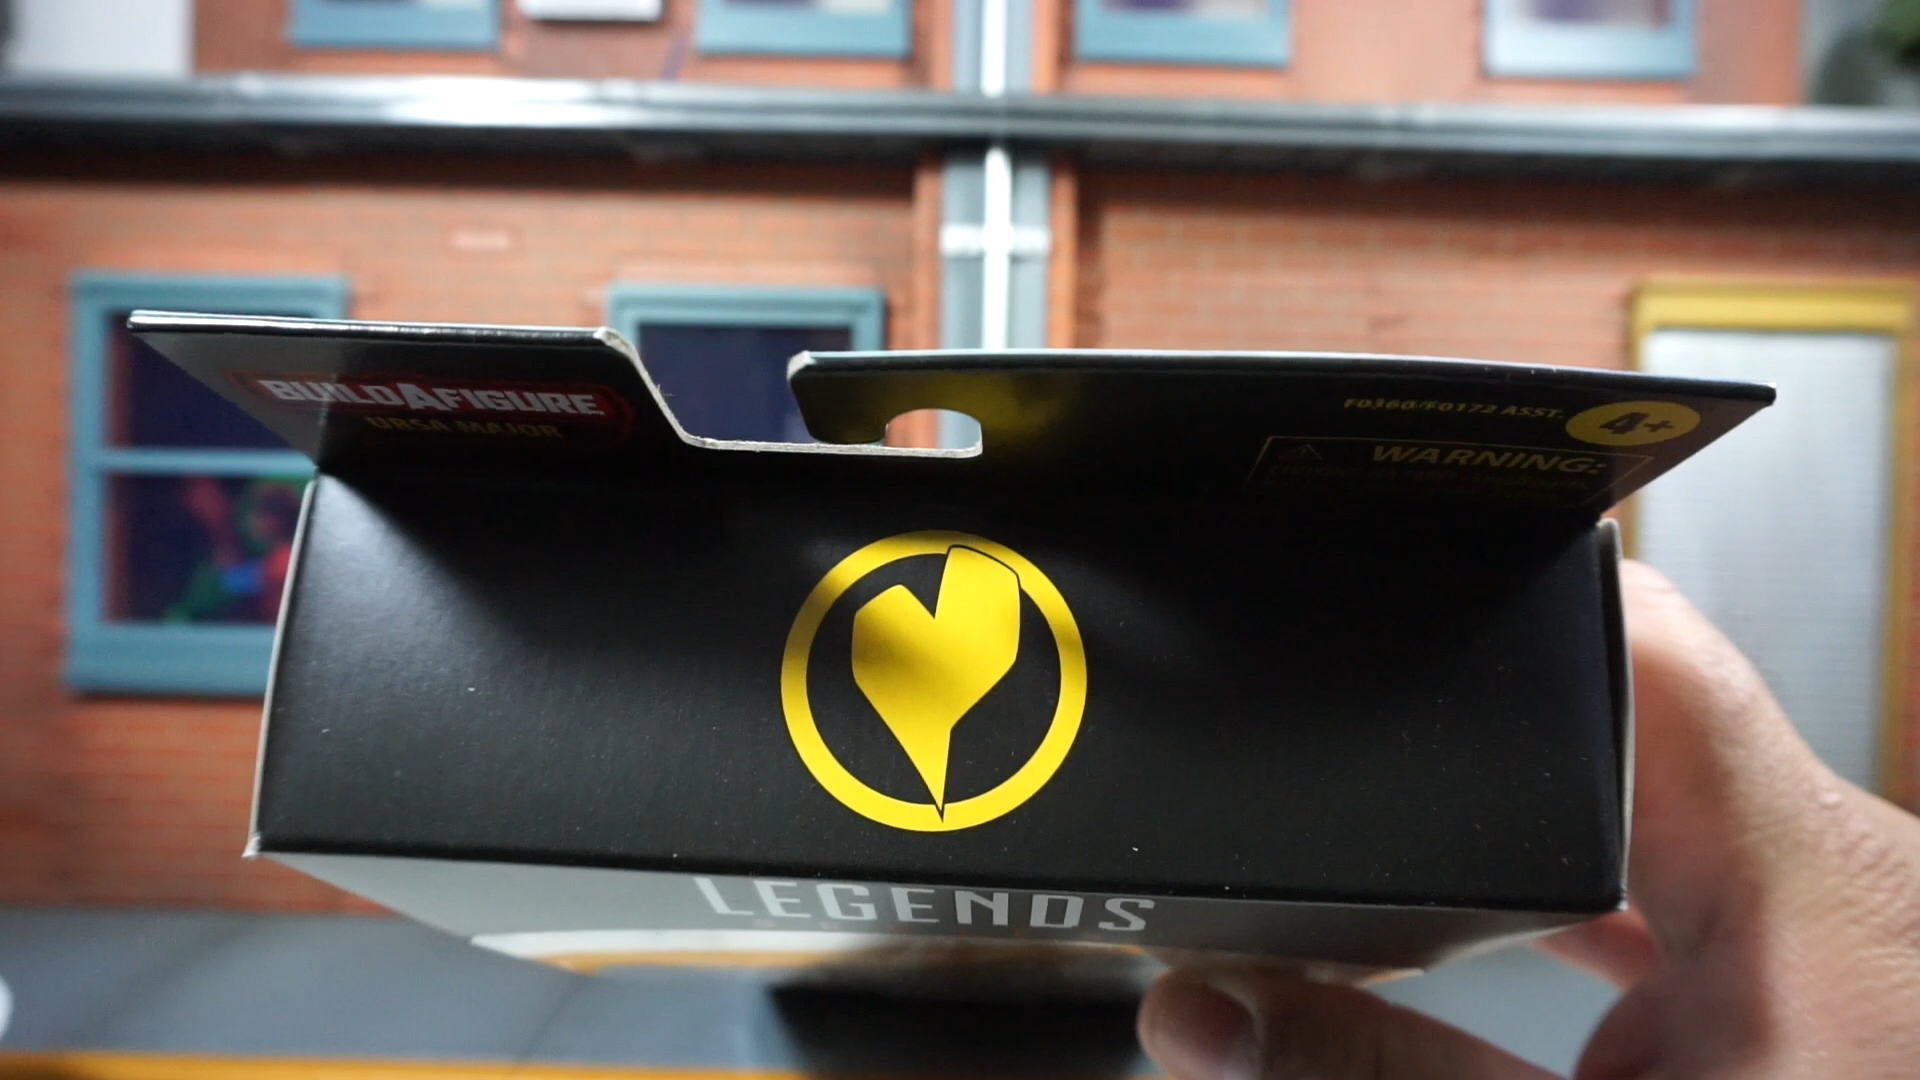 BUILDAFIGURE
URSA MAJOR
F0360/F0172 ASST.
4+
WARNING:
LEGENDS